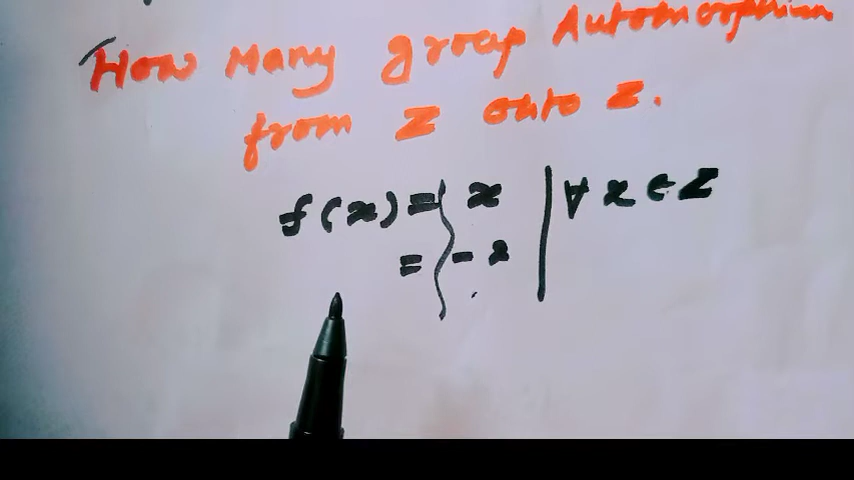 How Many group Automorphism
from Z onto Z.
f(x) = { x | ∀ x ∈ Z
= { - x